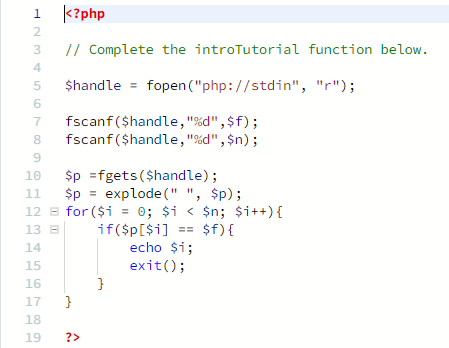 1 <?php
2
3 // Complete the introTutorial function below.
4
5 $handle = fopen("php://stdin", "r");
6
7 fscanf($handle,"%d",$f);
8 fscanf($handle,"%d",$n);
9
10 $p =fgets($handle);
11 $p = explode(" ", $p);
12 for($i = 0; $i < $n; $i++){
13     if($p[$i] == $f){
14         echo $i;
15         exit();
16     }
17 }
18
19 ?>